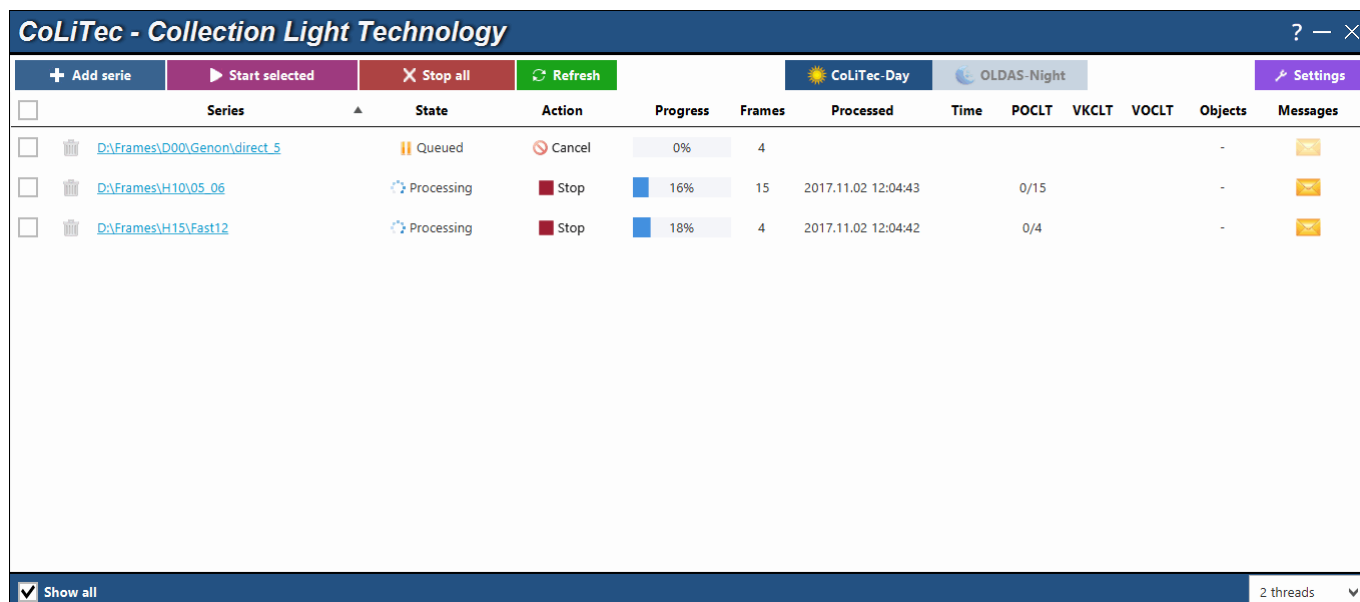 CoLiTec - Collection Light Technology ? — ×
Add serie Start selected Stop all Refresh CoLiTec-Day OLDAS-Night Settings
Series State Action Progress Frames Processed Time POCLT VKCLT VOCLT Objects Messages
D:\Frames\D00\Genon\direct_5 Queued Cancel 0% 4 -
D:\Frames\H10\05_06 Processing Stop 16% 15 2017.11.02 12:04:43 0/15 -
D:\Frames\H15\Fast12 Processing Stop 18% 4 2017.11.02 12:04:42 0/4 -
Show all 2 threads